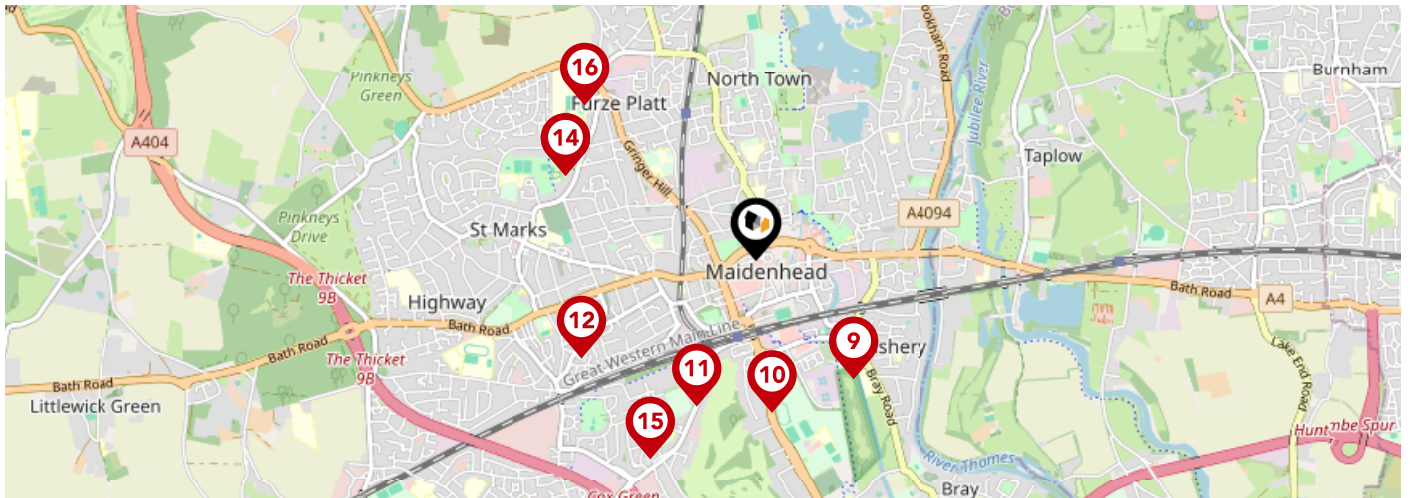 16
North Town
Burnham
Pinkneys
Green
Furze Platt
14
A404
Gringer Hill
Jubilee River
Taplow
Pinkneys
Drive
St Marks
A4094
Maidenhead
The Thicket
9B
Highway
Bath Road
A4
12
Bath Road
Great Western Main Line
9
Bath Road
The Thicket
9B
11
10
Bray Road
Lake End Road
Bath Road
Littlewick Green
15
River Thames
Bray
Cox Green